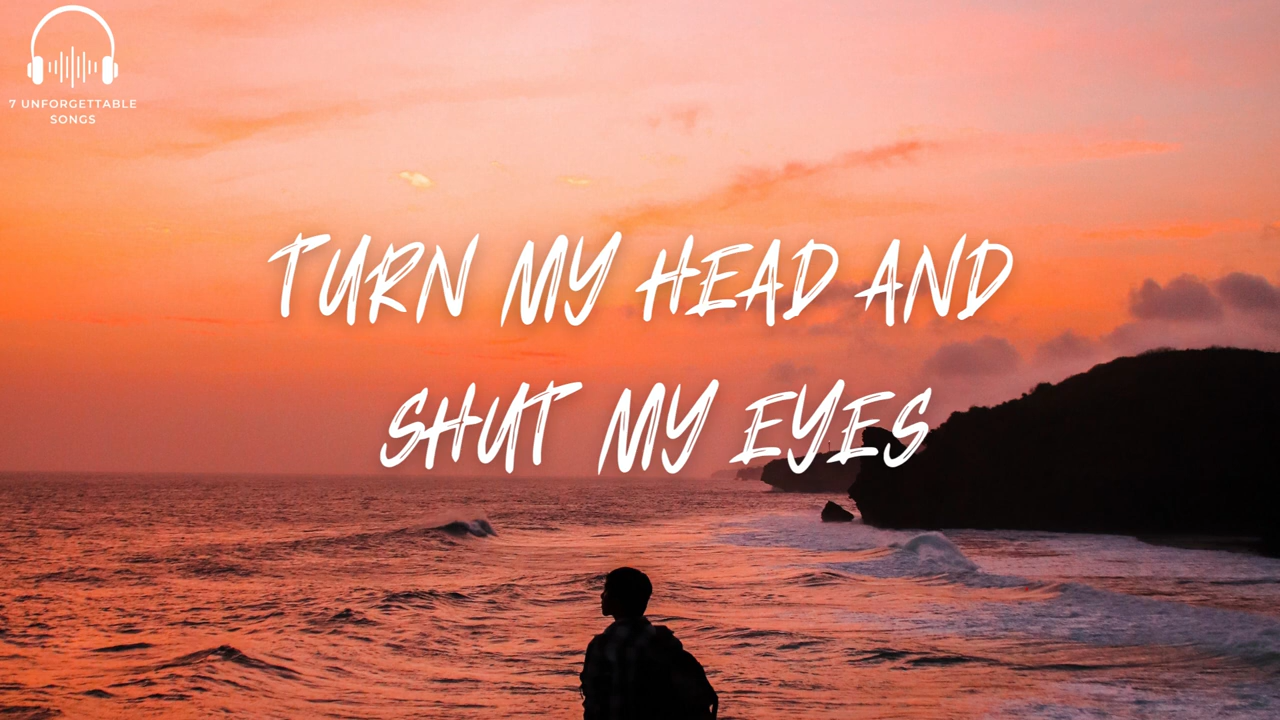 7 UNFORGETTABLE
SONGS
TURN MY HEAD AND
SHUT MY EYES